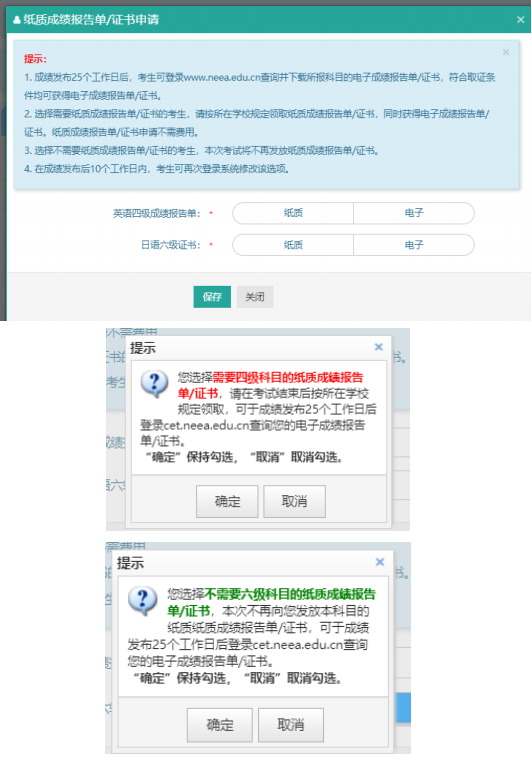 纸质成绩报告单/证书申请
×
×
提示:
1. 成绩发布25个工作日后，考生可登录www.neea.edu.cn查询并下载所报科目的电子成绩报告单/证书，符合取证条
件均可获得电子成绩报告单/证书。
2. 选择需要纸质成绩报告单/证书的考生，请按所在学校规定领取纸质成绩报告单/证书，同时获得电子成绩报告单/
证书。纸质成绩报告单/证书申请不需费用。
3. 选择不需要纸质成绩报告单/证书的考生，本次考试将不再发放纸质成绩报告单/证书。
4. 在成绩发布后10个工作日内，考生可再次登录系统修改该选项。
英语四级成绩报告单: * 纸质 电子
日语六级证书: * 纸质 电子
保存 关闭
提示 ×
您选择需要四级科目的纸质成绩报告
单/证书，请在考试结束后按所在学校
规定领取，可于成绩发布25个工作日后
登录cet.neea.edu.cn查询您的电子成绩报告
单/证书。
“确定”保持勾选，“取消”取消勾选。
确定 取消
提示 ×
您选择不需要六级科目的纸质成绩报告
单/证书，本次不再向您发放本科目的
纸质纸质成绩报告单/证书，可于成绩
发布25个工作日后登录cet.neea.edu.cn查询
您的电子成绩报告单/证书。
“确定”保持勾选，“取消”取消勾选。
确定 取消